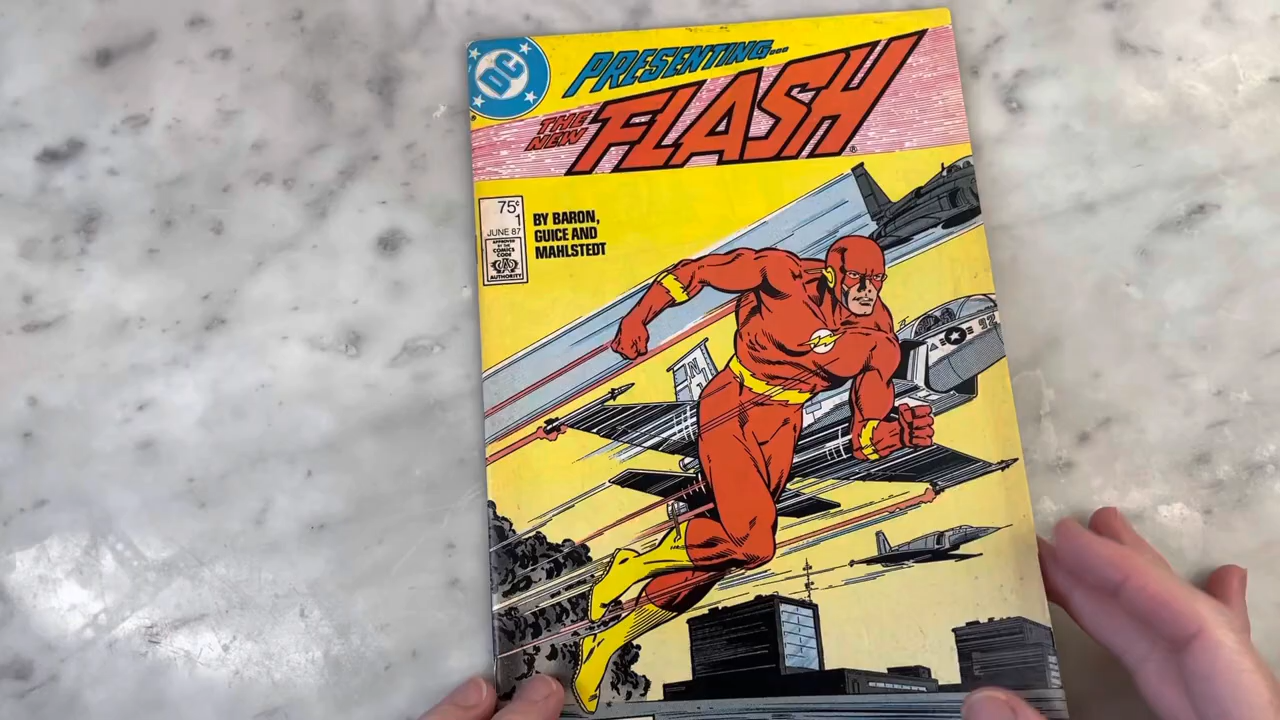 DC
PRESENTING...
THE NEW
FLASH®
75¢
1
JUNE 87
APPROVED
BY THE
COMICS
CODE
AUTHORITY
BY BARON,
GUICE AND
MAHLSTEDT
N